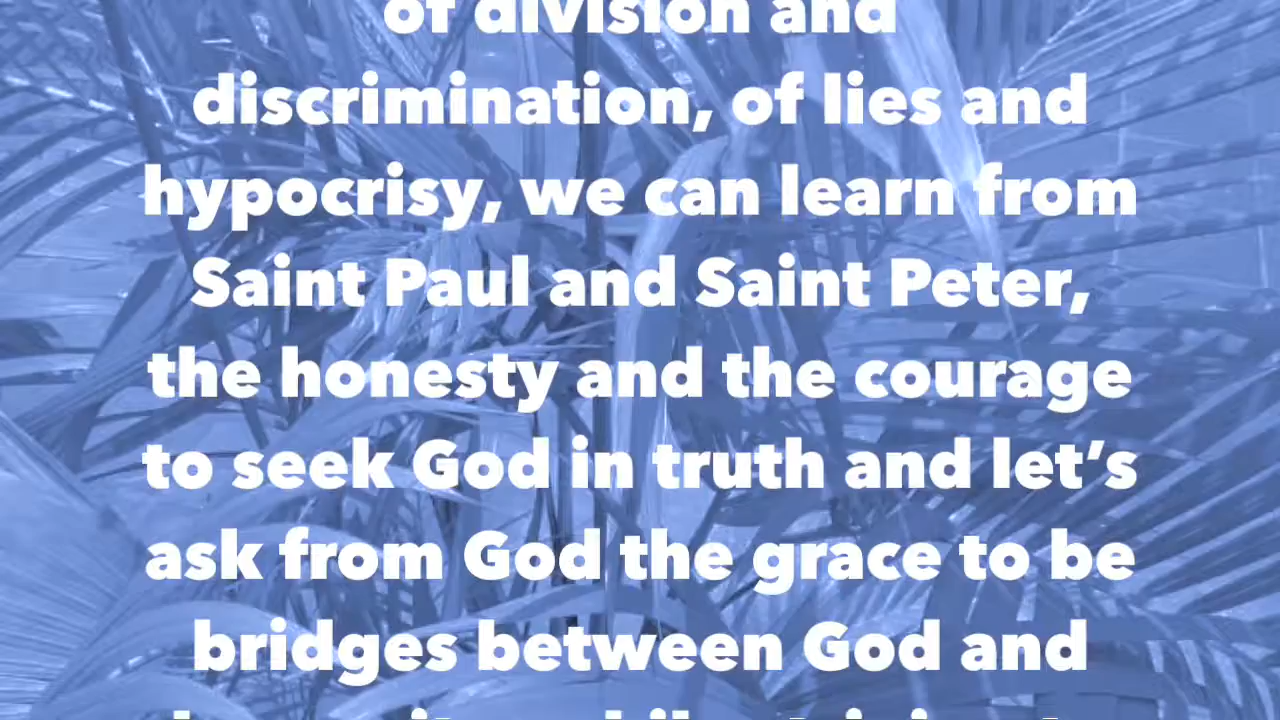 of division and
discrimination, of lies and
hypocrisy, we can learn from
Saint Paul and Saint Peter,
the honesty and the courage
to seek God in truth and let’s
ask from God the grace to be
bridges between God and